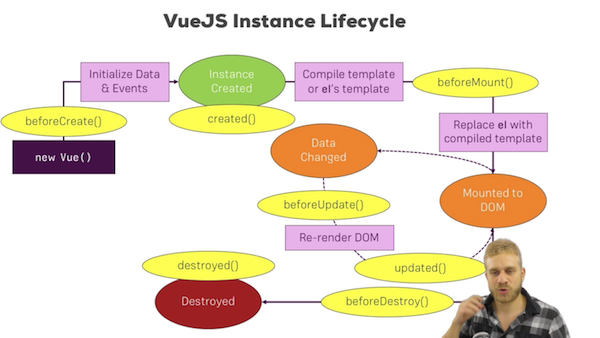 VueJS Instance Lifecycle
Initialize Data
& Events
Instance
Created
Compile template
or el's template
beforeMount()
beforeCreate()
created()
new Vue()
Replace el with
compiled template
Data
Changed
Mounted to
DOM
beforeUpdate()
Re-render DOM
updated()
destroyed()
Destroyed
beforeDestroy()